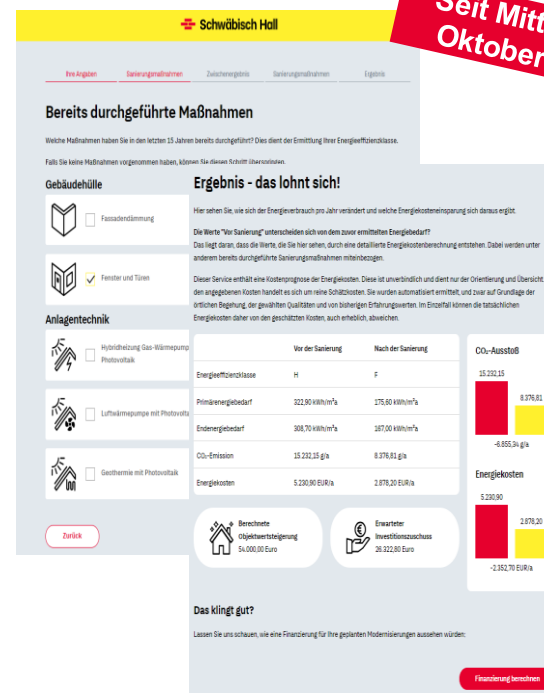 Schwäbisch Hall
Seit Mitt
Oktober
Ihre Angaben
Sanierungsmaßnahmen
Zwischenergebnis
Sanierungsmaßnahmen
Ergebnis
Bereits durchgeführte Maßnahmen
Welche Maßnahmen haben Sie in den letzten 15 Jahren bereits durchgeführt? Dies dient der Ermittlung Ihrer Energieeffizienzklasse.
Falls Sie keine Maßnahmen vorgenommen haben, können Sie diesen Schritt überspringen.
Gebäudehülle
Fassadendämmung
Fenster und Türen
Anlagentechnik
Hybridheizung Gas-Wärmepump
Photovoltaik
Luftwärmepumpe mit Photovolta
Geothermie mit Photovoltaik
Zurück
Ergebnis - das lohnt sich!
Hier sehen Sie, wie sich der Energieverbrauch pro Jahr verändert und welche Energiekosteneinsparung sich daraus ergibt.
Die Werte "Vor Sanierung" unterscheiden sich von dem zuvor ermittelten Energiebedarf?
Das liegt daran, dass die Werte, die Sie hier sehen, durch eine detaillierte Energiekostenberechnung entstehen. Dabei werden unter
anderem bereits durchgeführte Sanierungsmaßnahmen miteinbezogen.
Dieser Service enthält eine Kostenprognose der Energiekosten. Diese ist unverbindlich und dient nur der Orientierung und Übersicht.
den angegebenen Kosten handelt es sich um reine Schätzkosten. Sie wurden automatisiert ermittelt, und zwar auf Grundlage der
örtlichen Begehung, der gewählten Qualitäten und von bisherigen Erfahrungswerten. Im Einzelfall können die tatsächlichen
Energiekosten daher von den geschätzten Kosten, auch erheblich, abweichen.
Vor der Sanierung Nach der Sanierung
Energieeffizienzklasse H F
Primärenergiebedarf 322,90 kWh/m²a 175,60 kWh/m²a
Endenergiebedarf 308,70 kWh/m²a 167,00 kWh/m²a
CO₂-Emission 15.232,15 g/a 8.376,81 g/a
Energiekosten 5.230,90 EUR/a 2.878,20 EUR/a
CO₂-Ausstoß
15.232,15
8.376,81
-6.855,34 g/a
Energiekosten
5.230,90
2.878,20
-2.352,70 EUR/a
Berechnete
Objektwertsteigerung
54.000,00 Euro
Erwarteter
Investitionszuschuss
26.322,80 Euro
Das klingt gut?
Lassen Sie uns schauen, wie eine Finanzierung für Ihre geplanten Modernisierungen aussehen würden:
Finanzierung berechnen